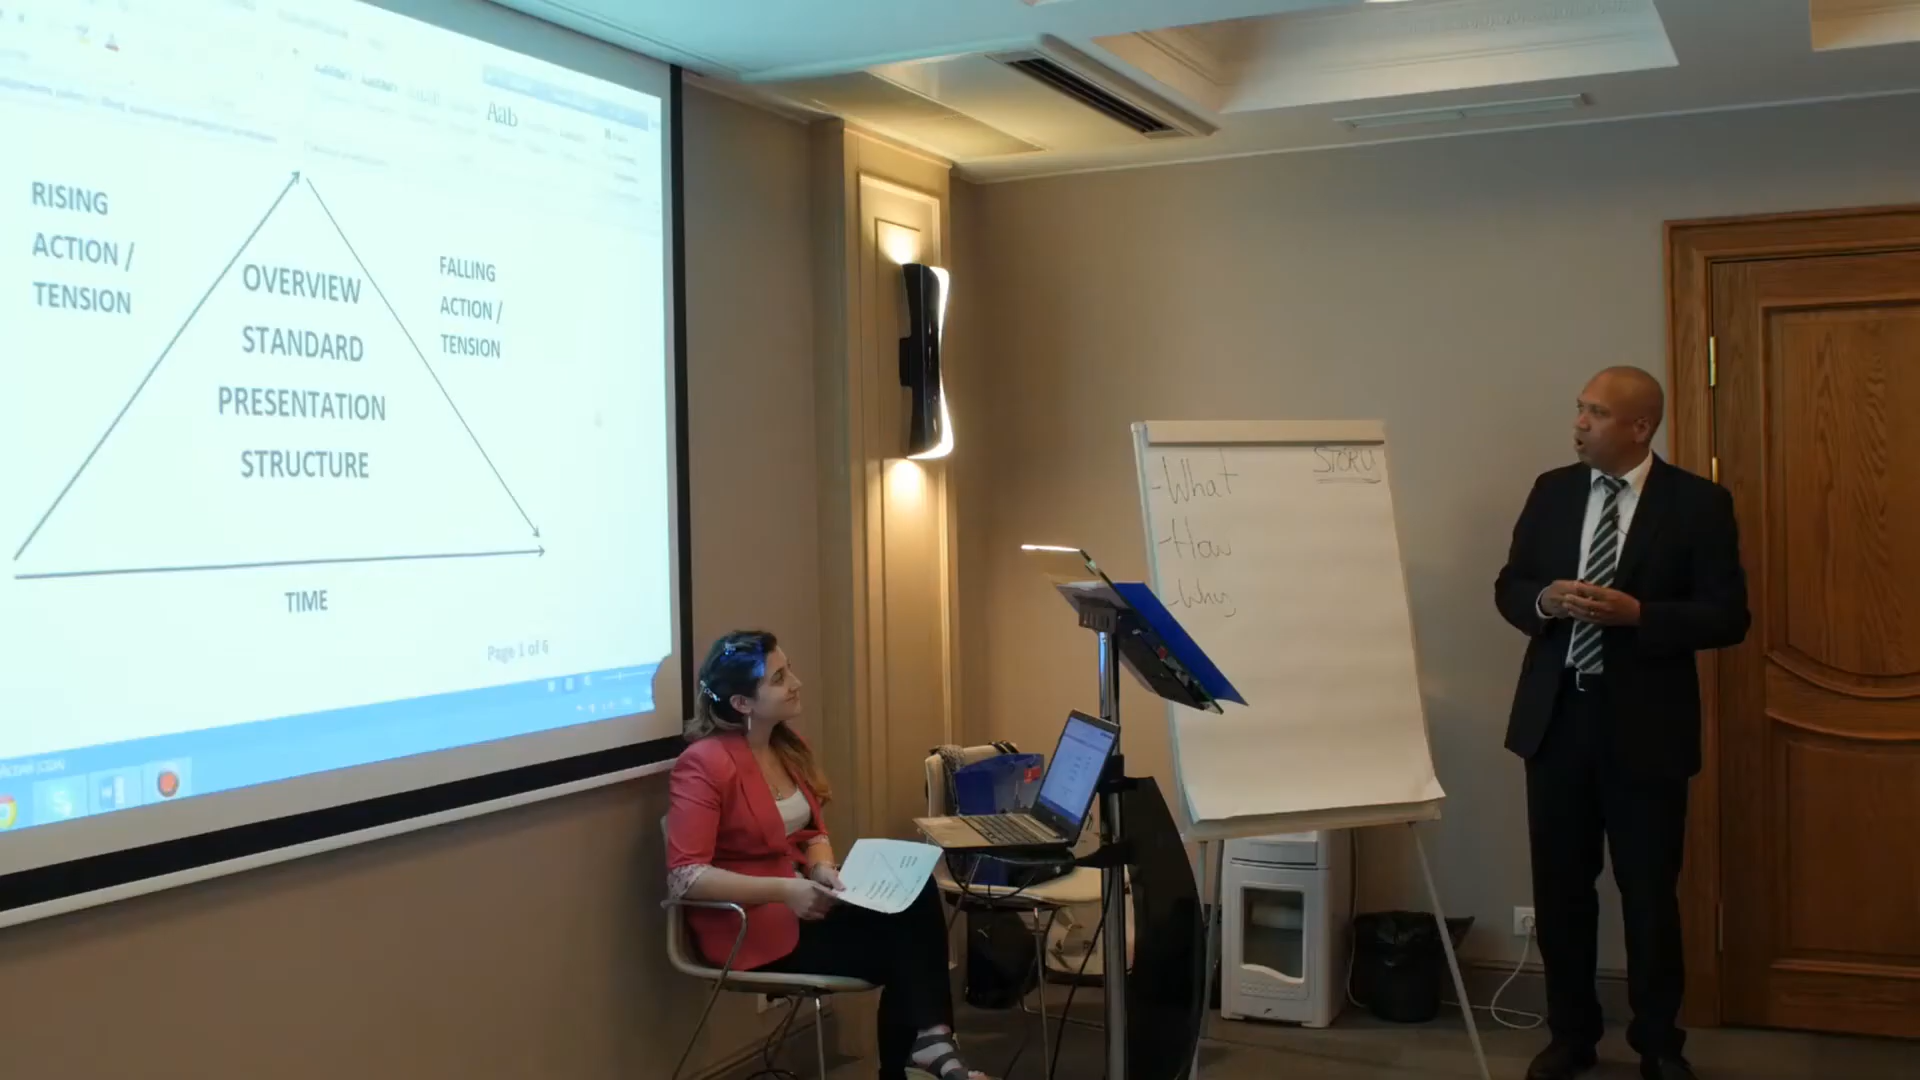 Aab
RISING
ACTION /
TENSION
OVERVIEW
STANDARD
PRESENTATION
STRUCTURE
FALLING
ACTION /
TENSION
TIME
Page 1 of 6
STORY
-What
-How
-Why